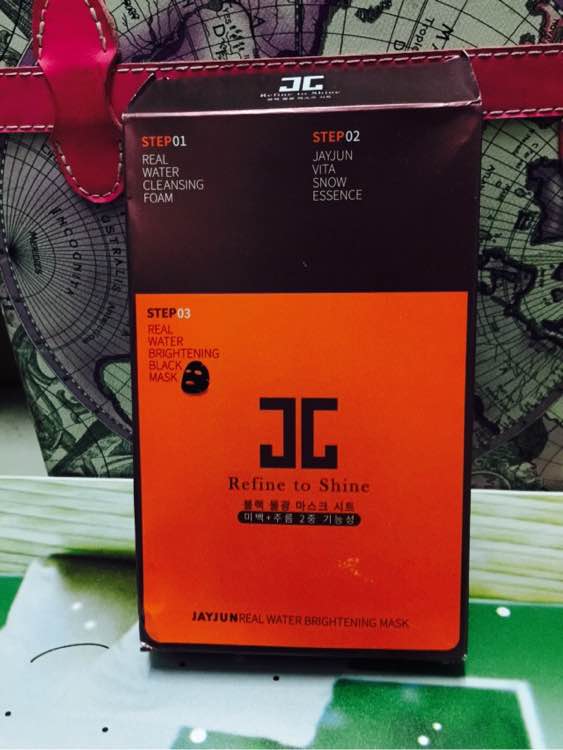 Refine to Shine
STEP01
REAL
WATER
CLEANSING
FOAM
STEP02
JAYJUN
VITA
SNOW
ESSENCE
STEP03
REAL
WATER
BRIGHTENING
BLACK
MASK
Refine to Shine
블랙 물광 마스크 시트
미백+주름 2중 기능성
JAYJUN REAL WATER BRIGHTENING MASK
INCOGNITA